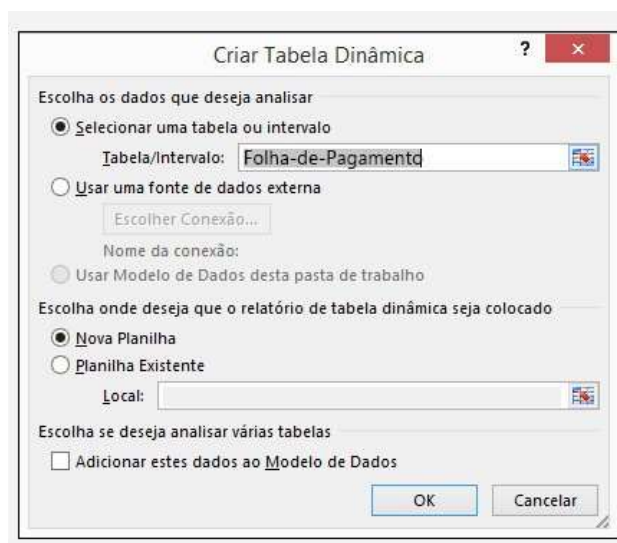 Criar Tabela Dinâmica ? ×
Escolha os dados que deseja analisar
Selecionar uma tabela ou intervalo
Tabela/Intervalo: Folha-de-Pagamento
Usar uma fonte de dados externa
Escolher Conexão...
Nome da conexão:
Usar Modelo de Dados desta pasta de trabalho
Escolha onde deseja que o relatório de tabela dinâmica seja colocado
Nova Planilha
Planilha Existente
Local:
Escolha se deseja analisar várias tabelas
Adicionar estes dados ao Modelo de Dados
OK Cancelar